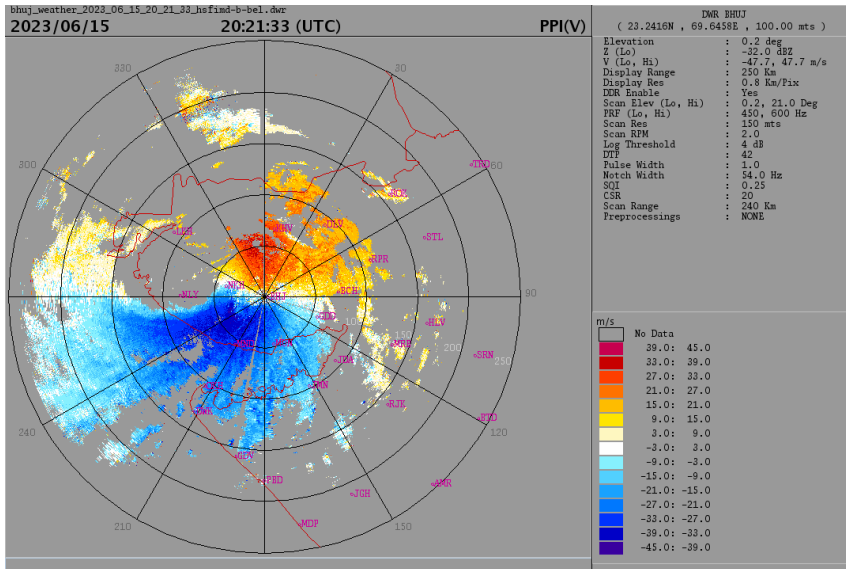 bhuj_weather_2023_06_15_20_21_33_hsfimd-b-bel.dwr
2023/06/15 20:21:33 (UTC) PPI(V)
DWR BHUJ
( 23.2416N , 69.6458E , 100.00 mts )
Elevation : 0.2 deg
Z (Lo) : -32.0 dBZ
V (Lo, Hi) : -47.7, 47.7 m/s
Display Range : 250 Km
Display Res : 0.8 Km/Pix
DDR Enable : Yes
Scan Elev (Lo, Hi) : 0.2, 21.0 Deg
PRF (Lo, Hi) : 450, 600 Hz
Scan Res : 150 mts
Scan RPM : 2.0
Log Threshold : 4 dB
DTP : 42
Pulse Width : 1.0
Notch Width : 54.0 Hz
SQI : 0.25
CSR : 20
Scan Range : 240 Km
Preprocessings : NONE
330
30
300
60
TRD
ROZ
LER
KRV
DLV
STL
RPR
NKH
NLY
BHJ
BCH
90
GDD
HLV
100
150
200
250
MRB
SRN
JDA
RJK
BTD
240
120
GDV
PBD
JGH
AMR
210
MDP
150
m/s
No Data
39.0: 45.0
33.0: 39.0
27.0: 33.0
21.0: 27.0
15.0: 21.0
9.0: 15.0
3.0: 9.0
-3.0: 3.0
-9.0: -3.0
-15.0: -9.0
-21.0: -15.0
-27.0: -21.0
-33.0: -27.0
-39.0: -33.0
-45.0: -39.0